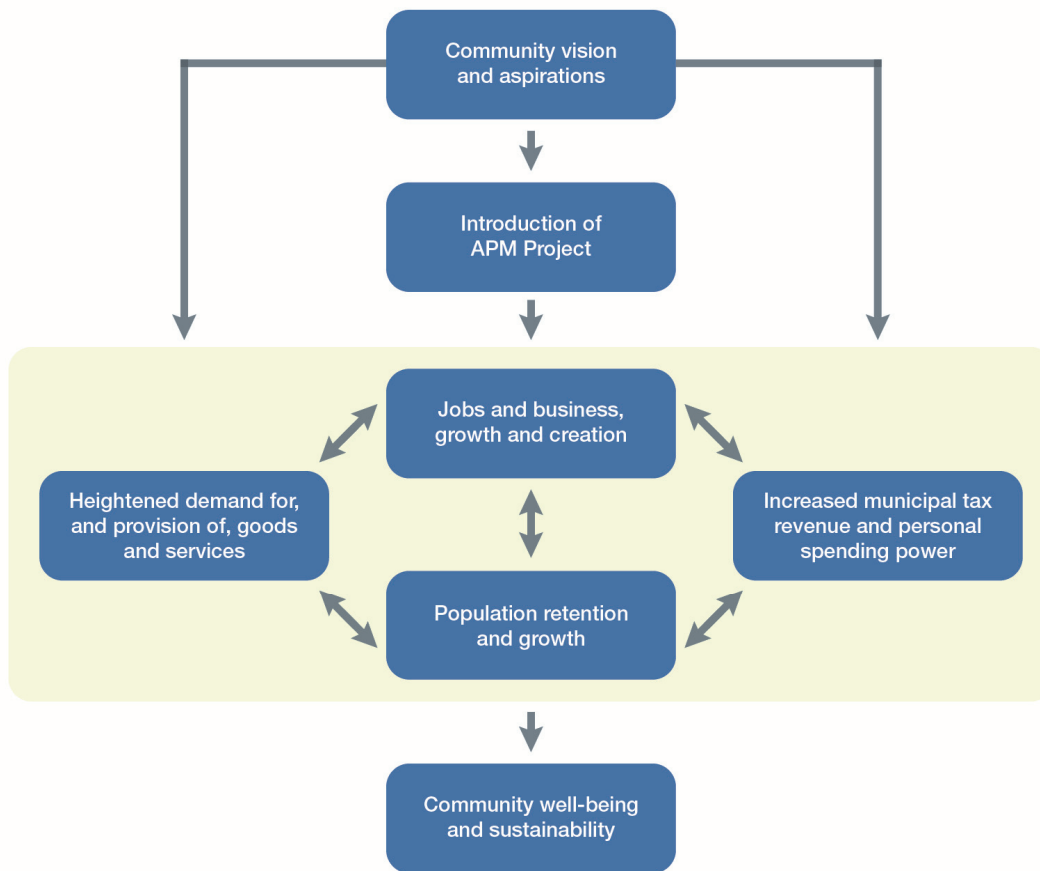 Community vision
and aspirations
Introduction of
APM Project
Jobs and business,
growth and creation
Heightened demand for,
and provision of, goods
and services
Increased municipal tax
revenue and personal
spending power
Population retention
and growth
Community well-being
and sustainability